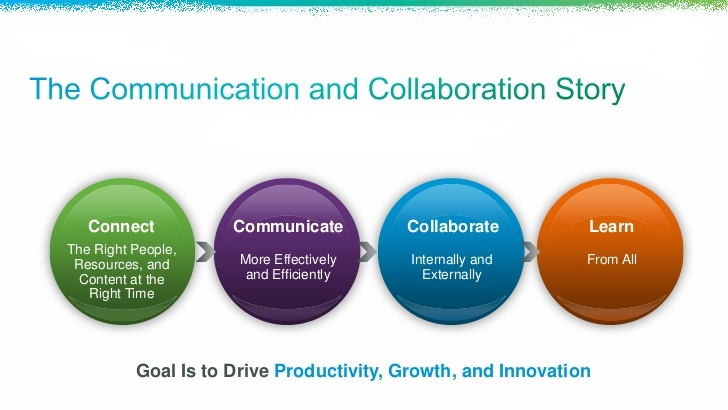 The Communication and Collaboration Story
Connect
The Right People,
Resources, and
Content at the
Right Time
Communicate
More Effectively
and Efficiently
Collaborate
Internally and
Externally
Learn
From All
Goal Is to Drive Productivity, Growth, and Innovation